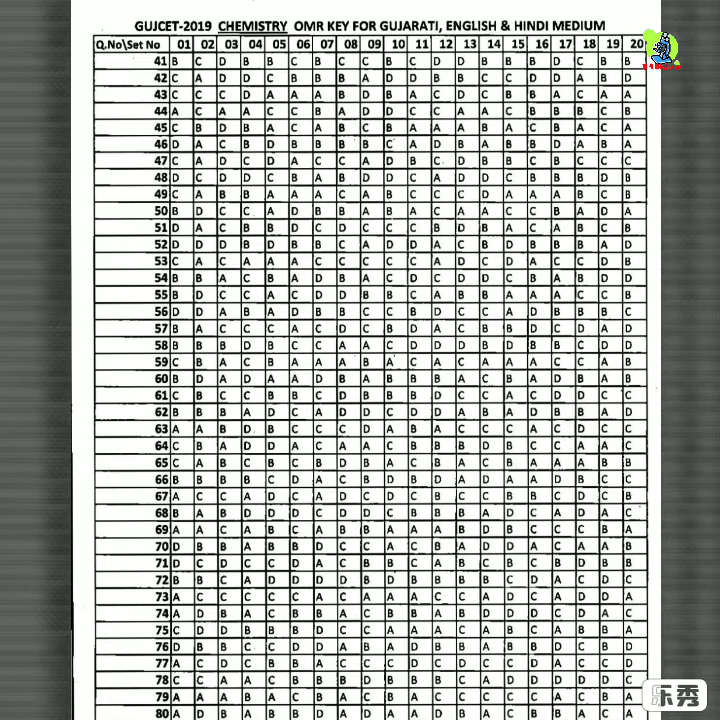 GUJCET-2019 CHEMISTRY OMR KEY FOR GUJARATI, ENGLISH & HINDI MEDIUM
Q.No\Set No 01 02 03 04 05 06 07 08 09 10 11 12 13 14 15 16 17 18 19 20
41 B C D B B C B C C B C D D B B B D C B B
42 C A D D C B B B A D D B B C C D D A B D
43 C C C D A A A B D B A C D C B B A C A A
44 A C A A C C B A D D C C A A C B B B C B
45 C B D B A C A B C B A A A B A C B A C A
46 D A C B D B B B B C A D B A B B D A B A
47 C A D C D A C C A D B C D B B C B C C C
48 D C D D C B A B D D C A D D C B B B D B
49 C A B B A A A C A B C C C D A A A B C B
50 B D C C A D B B A B A C A A C C B A D A
51 D A C B B D C D C C C B D B A C A B C B
52 D D D B D B B C A D D A C B D B B B A D
53 C A C A A A C C C C C A D C D A C C D B
54 B B A C B A D B A C D C D D C B A B D D
55 B D C C A C D D B B C A B B A A A C C B
56 D D A B A D B B C C B D C C A D B B B C
57 B A C C C A C D C B D A C B B D C D A D
58 B B B D B C C A A C D D D B D B B C D D
59 C B A C B A A A B A C A C A A A C C A B
60 B D A D A A D B A B B B A C B A D B A B
61 C B C C B B C D B B B D C C A C D D C C
62 B B B A D C A D D C D D A B A D B B A D
63 A A B D B C C C D A B A C C C A C D C C
64 C B A D D A C A A C B B B D B C C A A C
65 C A B C B C B D B A C B A C B A A A B B
66 B B B B C D A C B D B D A D A A D B C C
67 A C C A D C A D C D C B C C B B C D C B
68 B A B D D D C D D C B B B A D C A D A C
69 A A C A B C A B B A A A B D B C C C B A
70 D B B A B B D C C A C B A D D A C A A B
71 D C D C C D A C B B C A B C B C B D B B
72 B B C A D D D D B D B B B B C D A C D C
73 A C C C C A C A C A A C C A D C A D D A
74 A D B A C B B A C B B A B D D D C D A C
75 C D D B B B D C C A A A C A B C A B B A
76 D B B C C D D A B A D B B A B B D C B D
77 A C D C B B A C C C D C D C C D A C C D
78 C C A A C B B B D B B B C A D D D D D C
79 A A A B A C B A C B A C C C C C A C B A
80 A D B A B B A D A A D B A C A B B A C A
乐秀